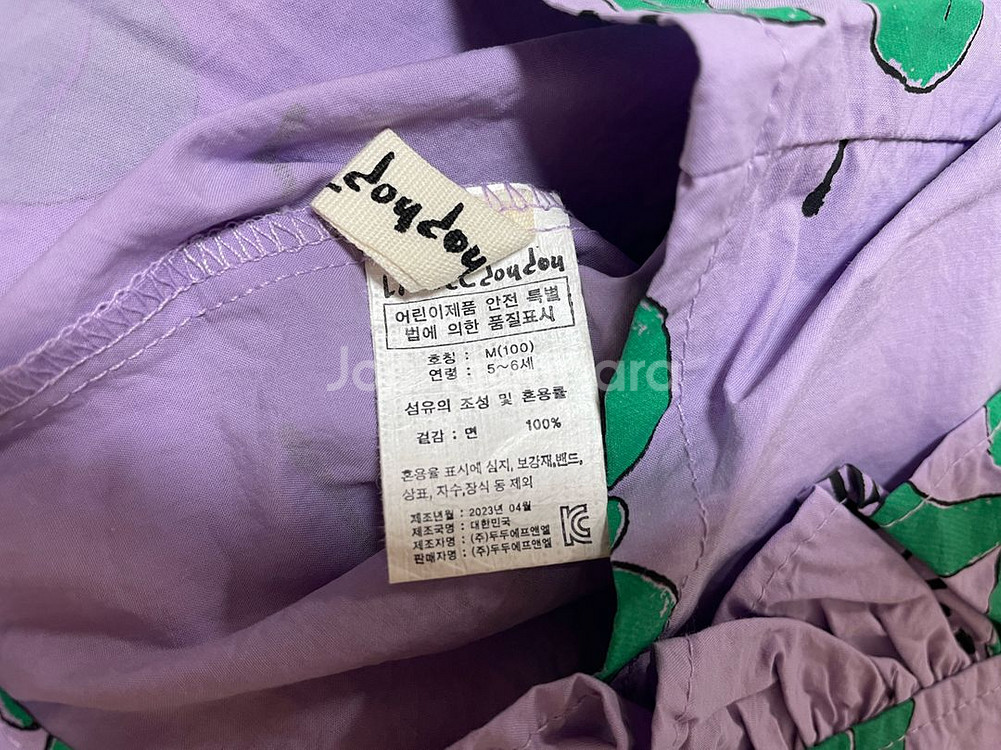 doudou
doudou
어린이제품 안전 특별
법에 의한 품질표시
호칭 : M(100)
연령 : 5~6세
섬유의 조성 및 혼용률
겉감 : 면 100%
혼용율 표시에 심지, 보강재,밴드,
상표, 자수,장식 동 제외
제조년월 : 2023년 04월
제조국명 : 대한민국
제조자명 : (주)두두에프앤엘
판매자명 : (주)두두에프앤엘